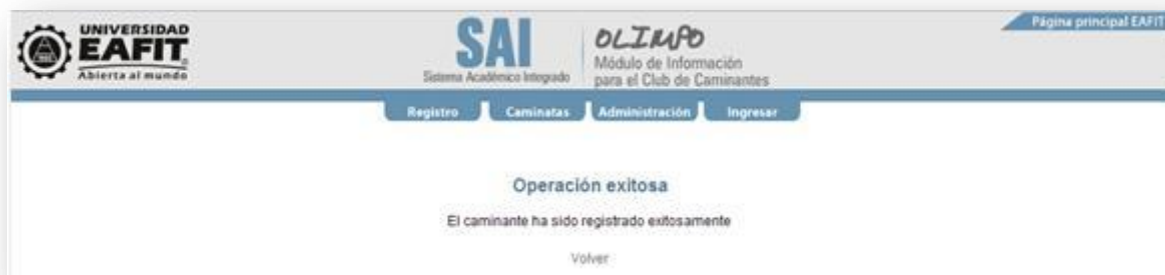 UNIVERSIDAD
EAFIT
Abierta al mundo
SAI
Sistema Académico Integrado
OLIMPO
Módulo de Información
para el Club de Caminantes
Página principal EAFIT
Registro Caminatas Administración Ingresar
Operación exitosa
El caminante ha sido registrado exitosamente
Volver